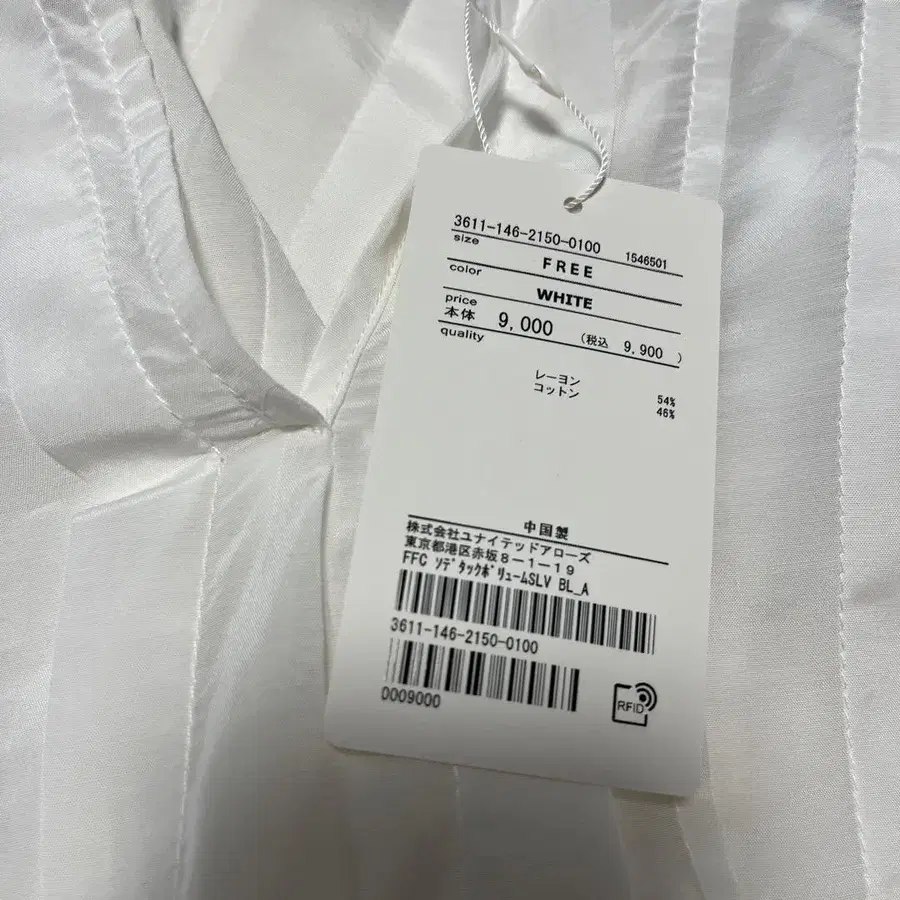 3611-146-2150-0100 1546501
size FREE
color WHITE
price
本体 9,000 (税込 9,900 )
quality
レーヨン 54%
コットン 46%
中国製
株式会社ユナイテッドアローズ
東京都港区赤坂8-1-19
FFC ソデタックボリュームSLV BL_A
3611-146-2150-0100
0009000
RFID